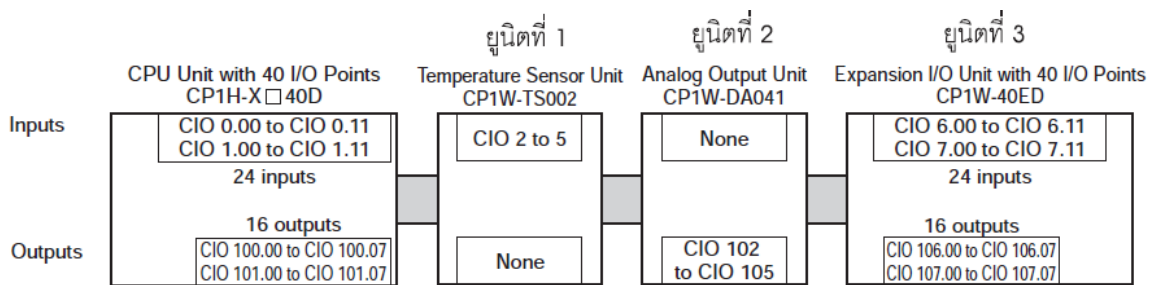 ยูนิตที่ 1
ยูนิตที่ 2
ยูนิตที่ 3
CPU Unit with 40 I/O Points
CP1H-X□40D
Temperature Sensor Unit
CP1W-TS002
Analog Output Unit
CP1W-DA041
Expansion I/O Unit with 40 I/O Points
CP1W-40ED
Inputs
CIO 0.00 to CIO 0.11
CIO 1.00 to CIO 1.11
24 inputs
CIO 2 to 5
None
CIO 6.00 to CIO 6.11
CIO 7.00 to CIO 7.11
24 inputs
Outputs
16 outputs
CIO 100.00 to CIO 100.07
CIO 101.00 to CIO 101.07
None
CIO 102
to CIO 105
16 outputs
CIO 106.00 to CIO 106.07
CIO 107.00 to CIO 107.07